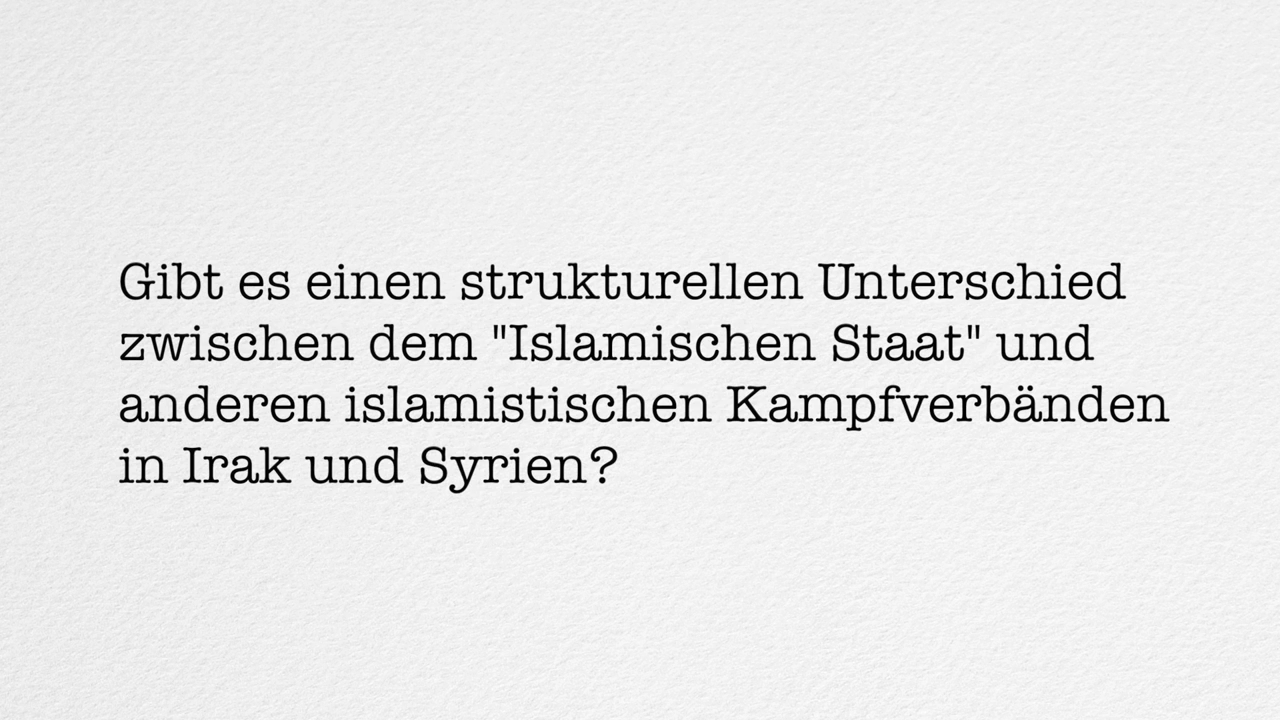 Gibt es einen strukturellen Unterschied
zwischen dem "Islamischen Staat" und
anderen islamistischen Kampfverbänden
in Irak und Syrien?